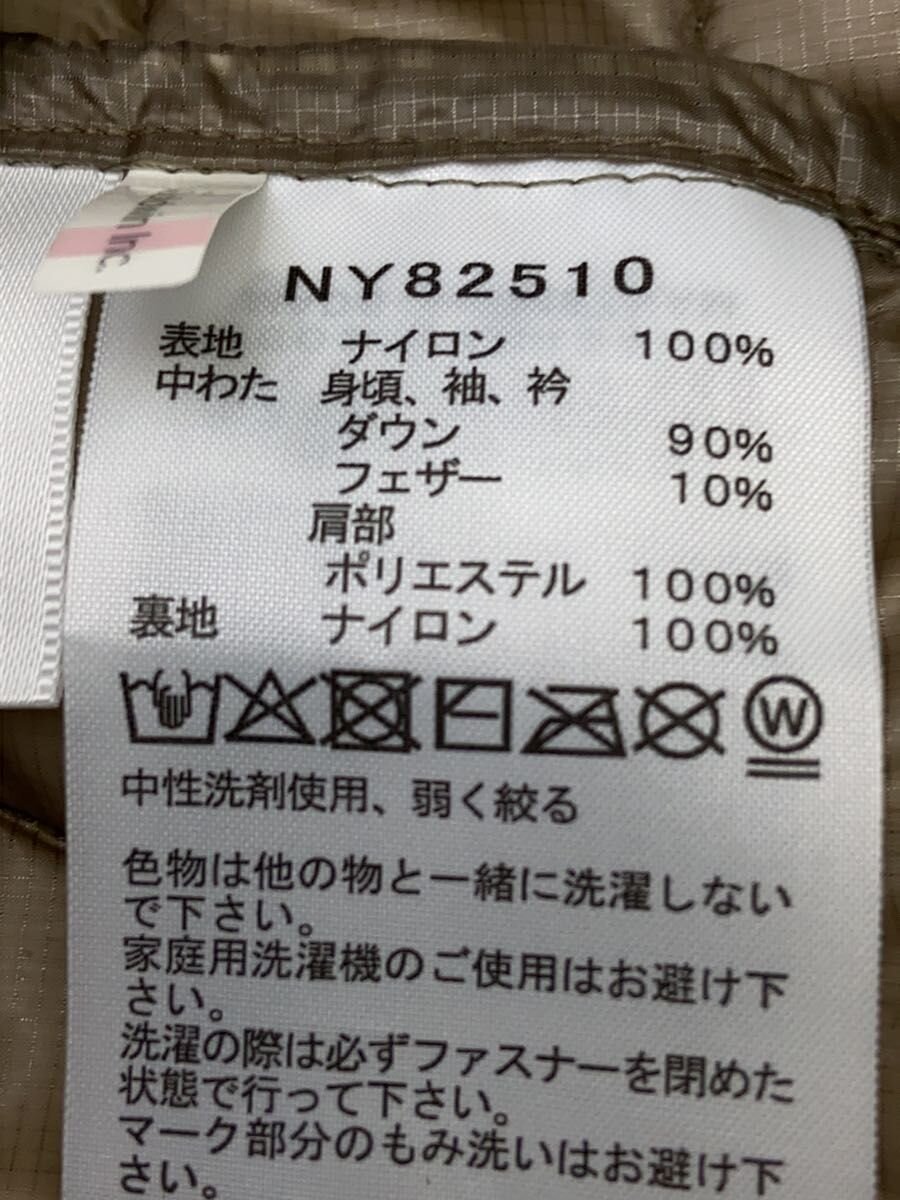 Inc.
NY82510
表地 ナイロン 100%
中わた 身頃、袖、衿
ダウン 90%
フェザー 10%
肩部
ポリエステル 100%
裏地 ナイロン 100%
W
中性洗剤使用、弱く絞る
色物は他の物と一緒に洗濯しない
で下さい。
家庭用洗濯機のご使用はお避け下
さい。
洗濯の際は必ずファスナーを閉めた
状態で行って下さい。
マーク部分のもみ洗いはお避け下
さい。